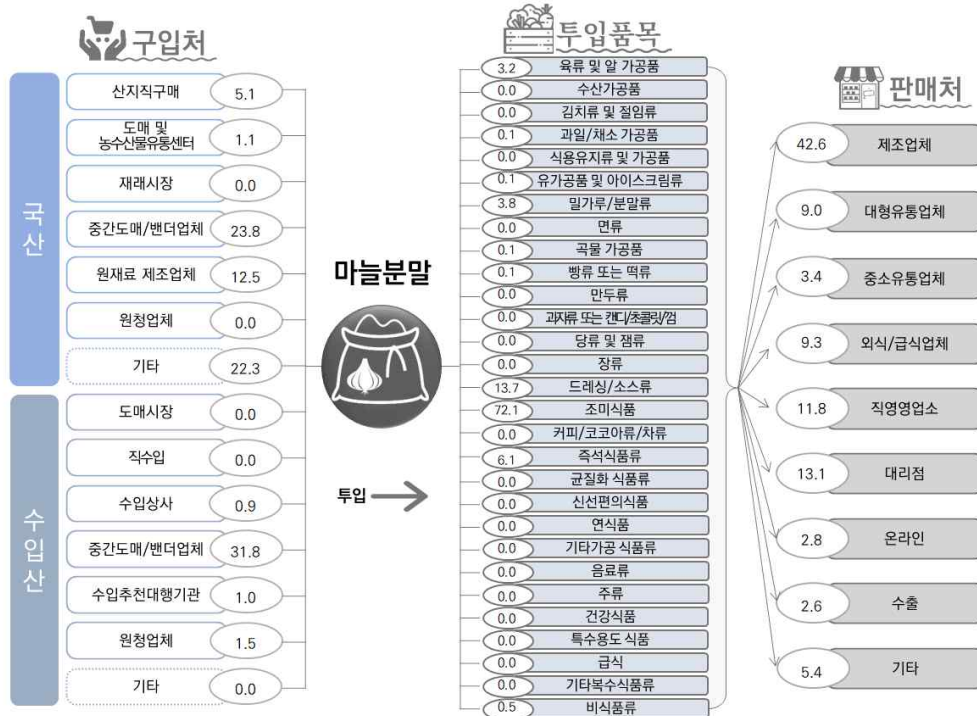 구입처
국산
산지직구매 5.1
도매 및
농수산물유통센터 1.1
재래시장 0.0
중간도매/밴더업체 23.8
원재료 제조업체 12.5
원청업체 0.0
기타 22.3
수입산
도매시장 0.0
직수입 0.0
수입상사 0.9
중간도매/밴더업체 31.8
수입추천대행기관 1.0
원청업체 1.5
기타 0.0
마늘분말
투입
투입품목
3.2 육류 및 알 가공품
0.0 수산가공품
0.0 김치류 및 절임류
0.1 과일/채소 가공품
0.0 식용유지류 및 가공품
0.1 유가공품 및 아이스크림류
3.8 밀가루/분말류
0.0 면류
0.1 곡물 가공품
0.1 빵류 또는 떡류
0.0 만두류
0.0 과자류 또는 캔디/초콜릿/껌
0.0 당류 및 잼류
0.0 장류
13.7 드레싱/소스류
72.1 조미식품
0.0 커피/코코아류/차류
6.1 즉석식품류
0.0 균질화 식품류
0.0 신선편의식품
0.0 연식품
0.0 기타가공 식품류
0.0 음료류
0.0 주류
0.0 건강식품
0.0 특수용도 식품
0.0 급식
0.0 기타복수식품류
0.5 비식품류
판매처
42.6 제조업체
9.0 대형유통업체
3.4 중소유통업체
9.3 외식/급식업체
11.8 직영영업소
13.1 대리점
2.8 온라인
2.6 수출
5.4 기타